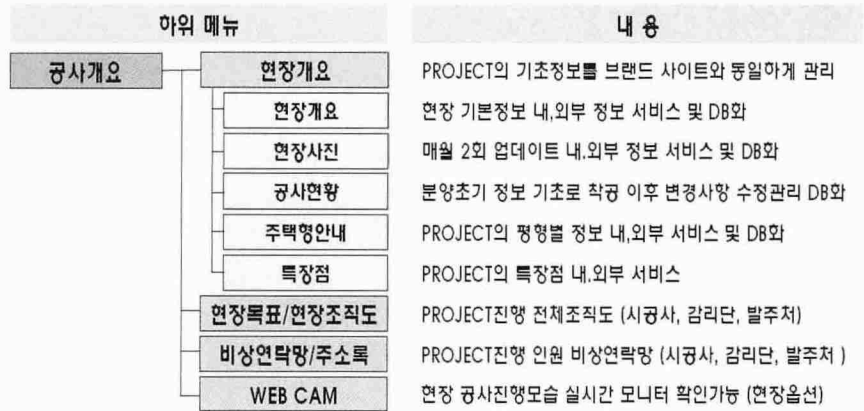 하위 메뉴
내 용
공사개요
현장개요
PROJECT의 기초정보를 브랜드 사이트와 동일하게 관리
현장개요
현장 기본정보 내,외부 정보 서비스 및 DB화
현장사진
매월 2회 업데이트 내.외부 정보 서비스 및 DB화
공사현황
분양초기 정보 기초로 착공 이후 변경사항 수정관리 DB화
주택형안내
PROJECT의 평형별 정보 내,외부 서비스 및 DB화
특장점
PROJECT의 특장점 내.외부 서비스
현장목표/현장조직도
PROJECT진행 전체조직도 (시공사, 감리단, 발주처)
비상연락망/주소록
PROJECT진행 인원 비상연락망 (시공사, 감리단, 발주처 )
WEB CAM
현장 공사진행모습 실시간 모니터 확인가능 (현장옵션)